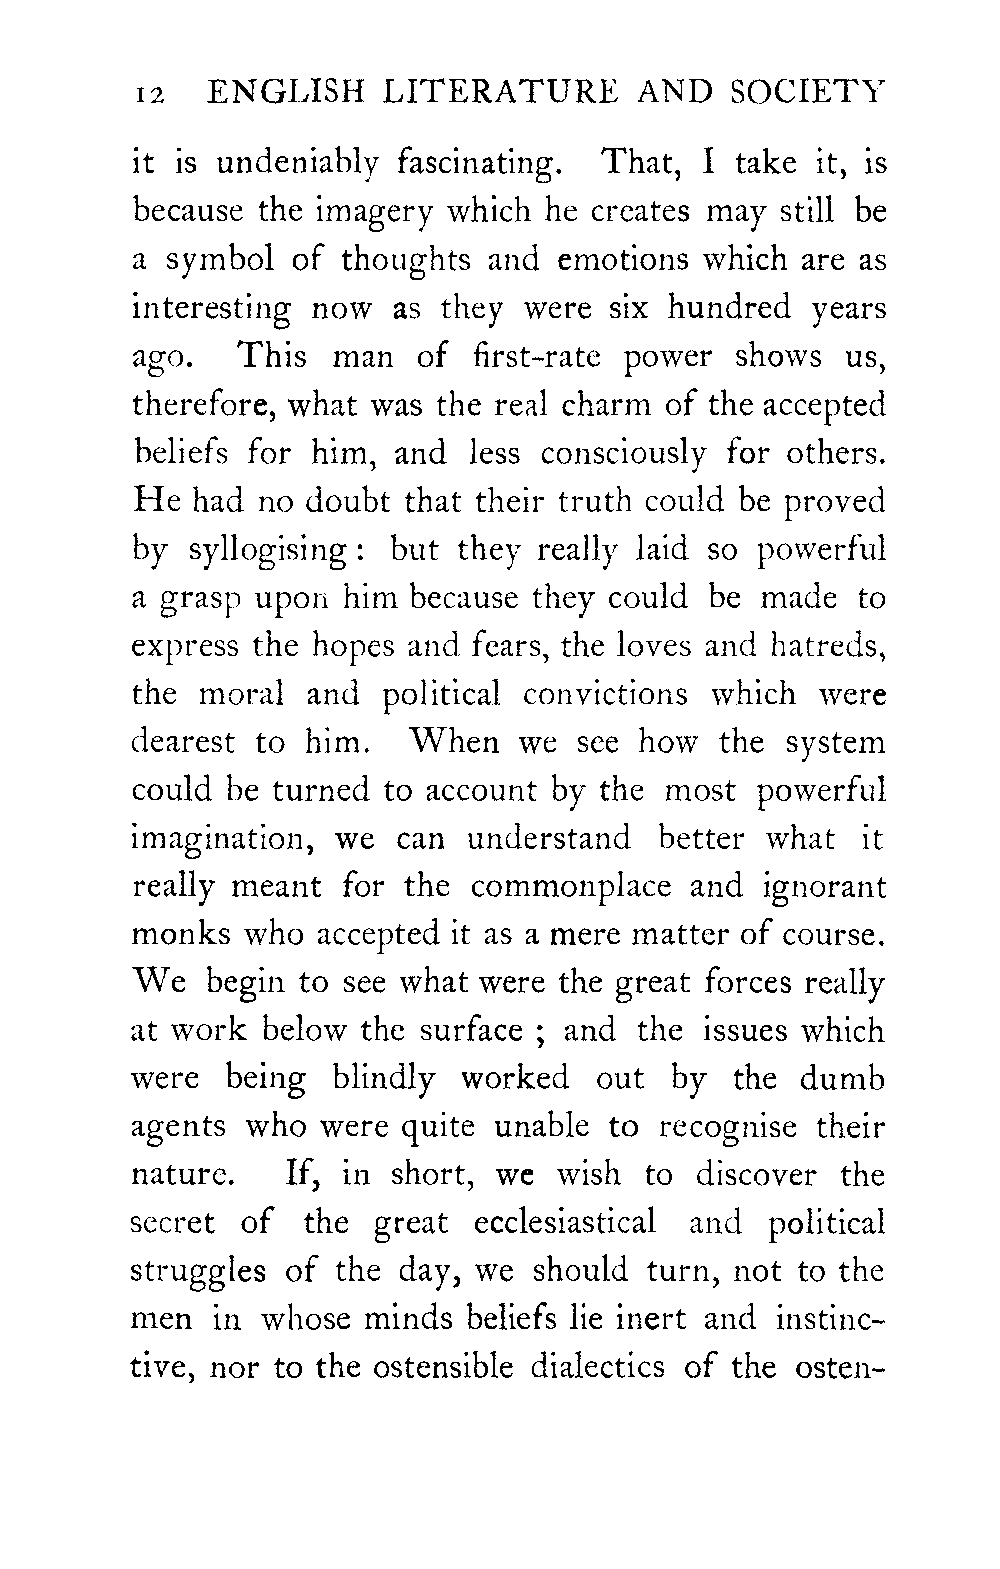 12 ENGLISH LITERATURE AND SOCIETY
it is undeniably fascinating. That, I take it, is
because the imagery which he creates may still be
a symbol of thoughts and emotions which are as
interesting now as they were six hundred years
ago. This man of first-rate power shows us,
therefore, what was the real charm of the accepted
beliefs for him, and less consciously for others.
He had no doubt that their truth could be proved
by syllogising : but they really laid so powerful
a grasp upon him because they could be made to
express the hopes and fears, the loves and hatreds,
the moral and political convictions which were
dearest to him. When we see how the system
could be turned to account by the most powerful
imagination, we can understand better what it
really meant for the commonplace and ignorant
monks who accepted it as a mere matter of course.
We begin to see what were the great forces really
at work below the surface ; and the issues which
were being blindly worked out by the dumb
agents who were quite unable to recognise their
nature. If, in short, we wish to discover the
secret of the great ecclesiastical and political
struggles of the day, we should turn, not to the
men in whose minds beliefs lie inert and instinc-
tive, nor to the ostensible dialectics of the osten-